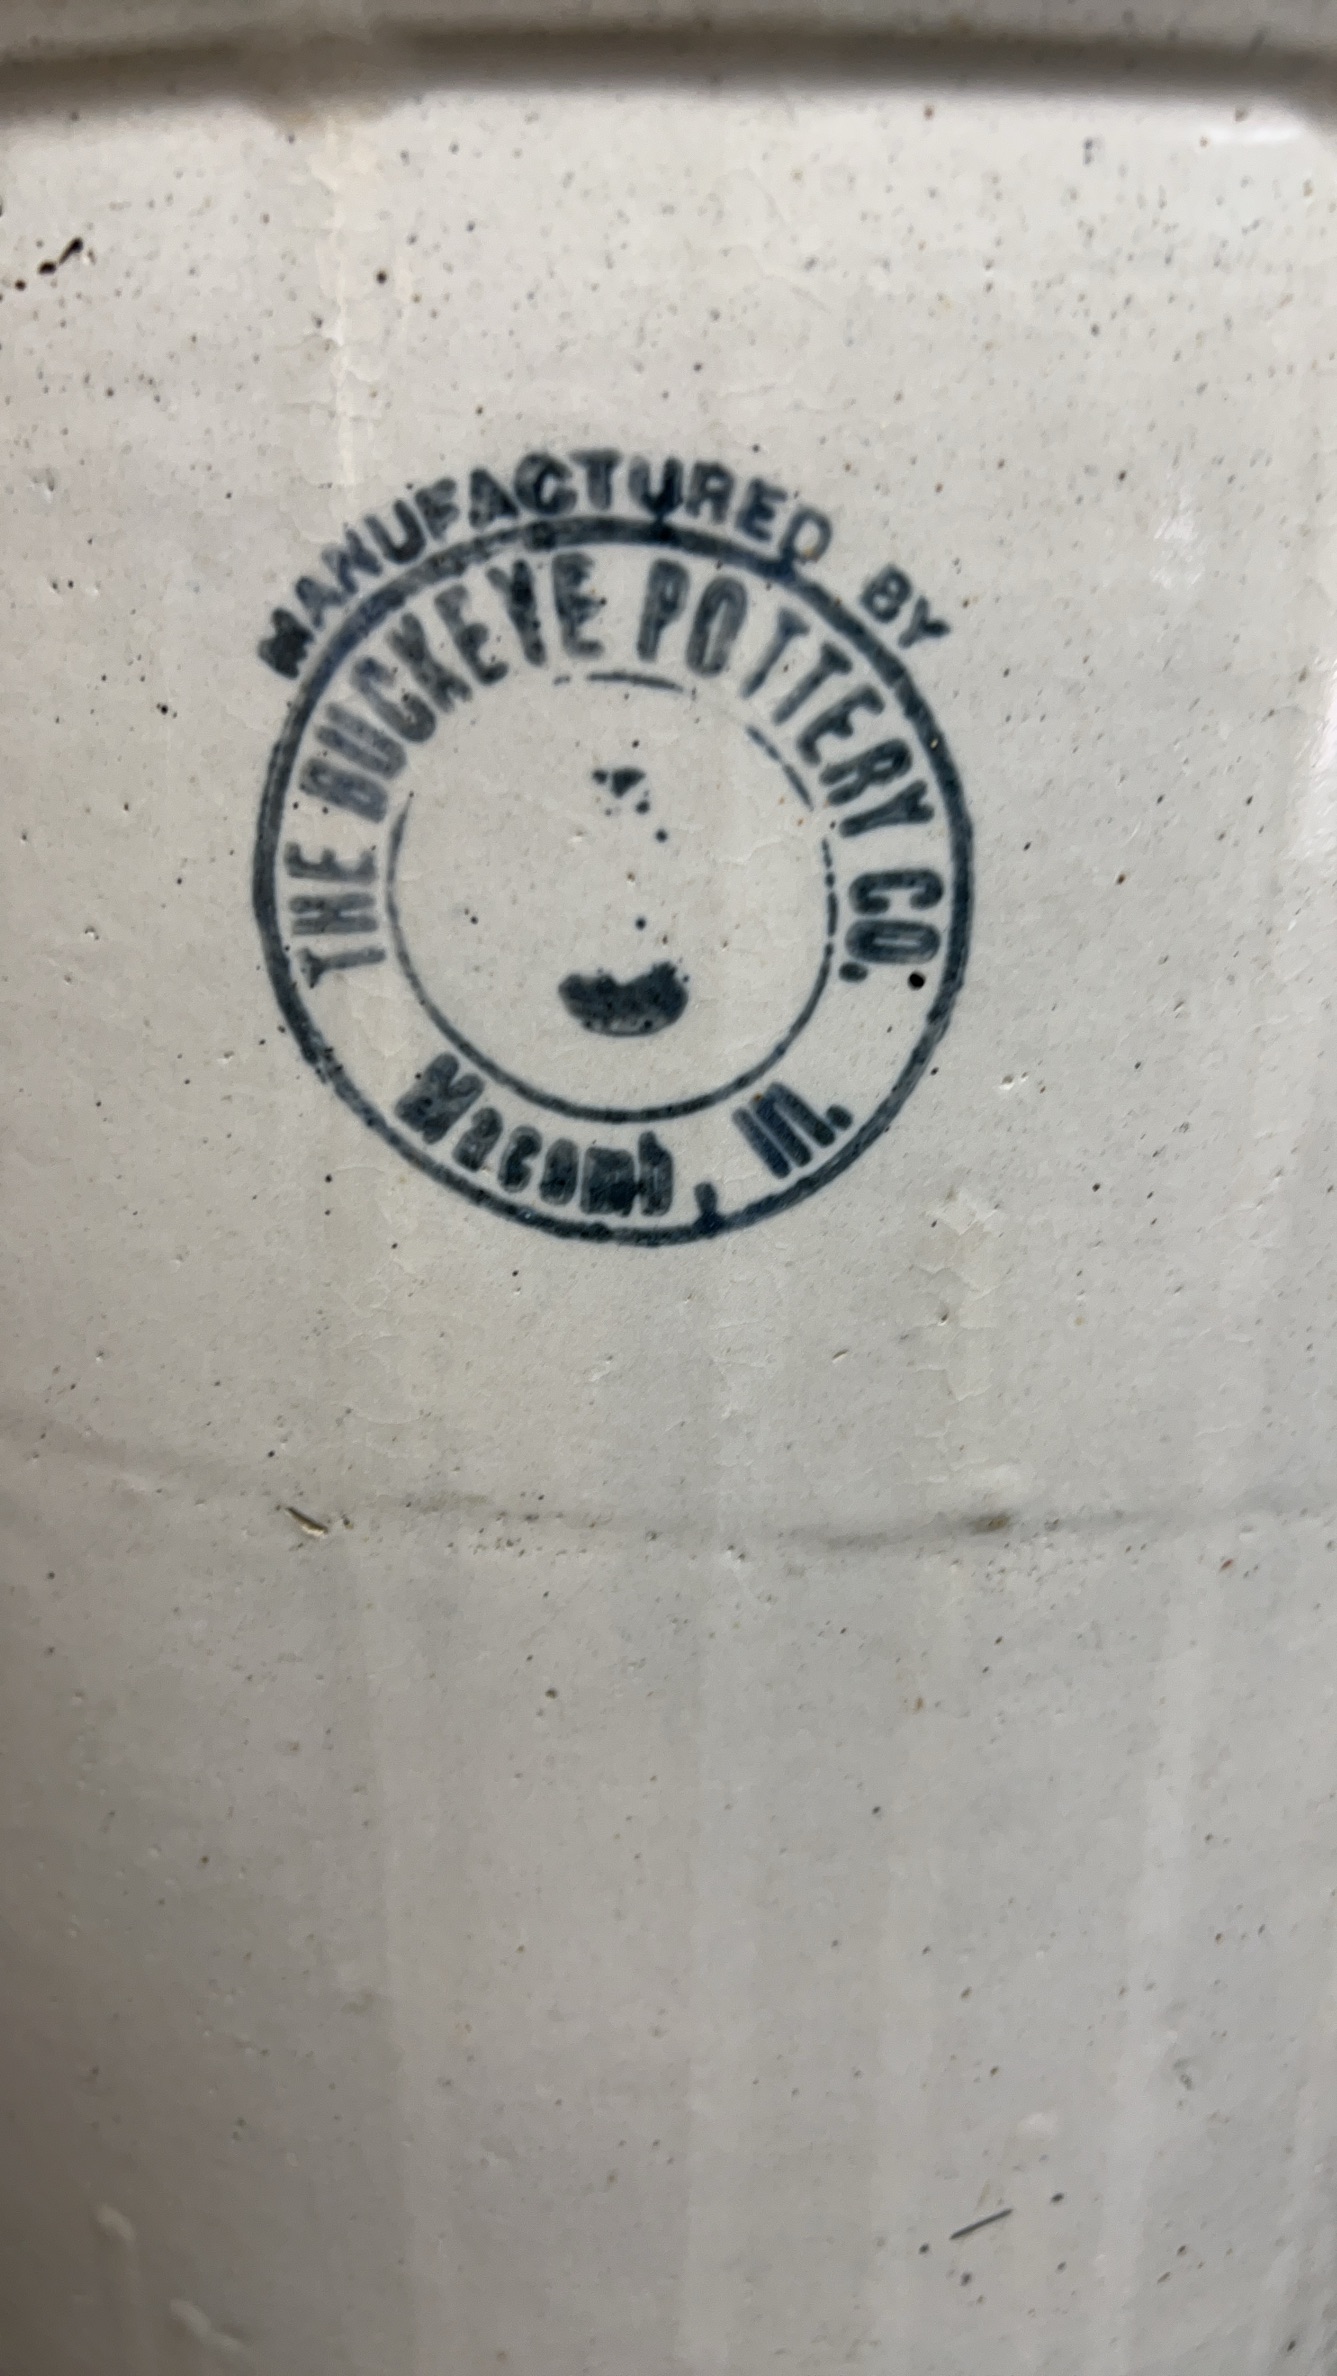 MANUFACTURED BY
THE BUCKEYE POTTERY CO.
Macomb, Ill.